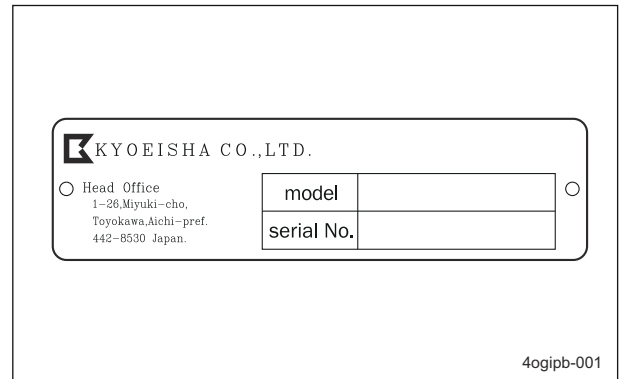 KYOEISHA CO.,LTD.
Head Office
1-26,Miyuki-cho,
Toyokawa,Aichi-pref.
442-8530 Japan.
model
serial No.
4ogipb-001